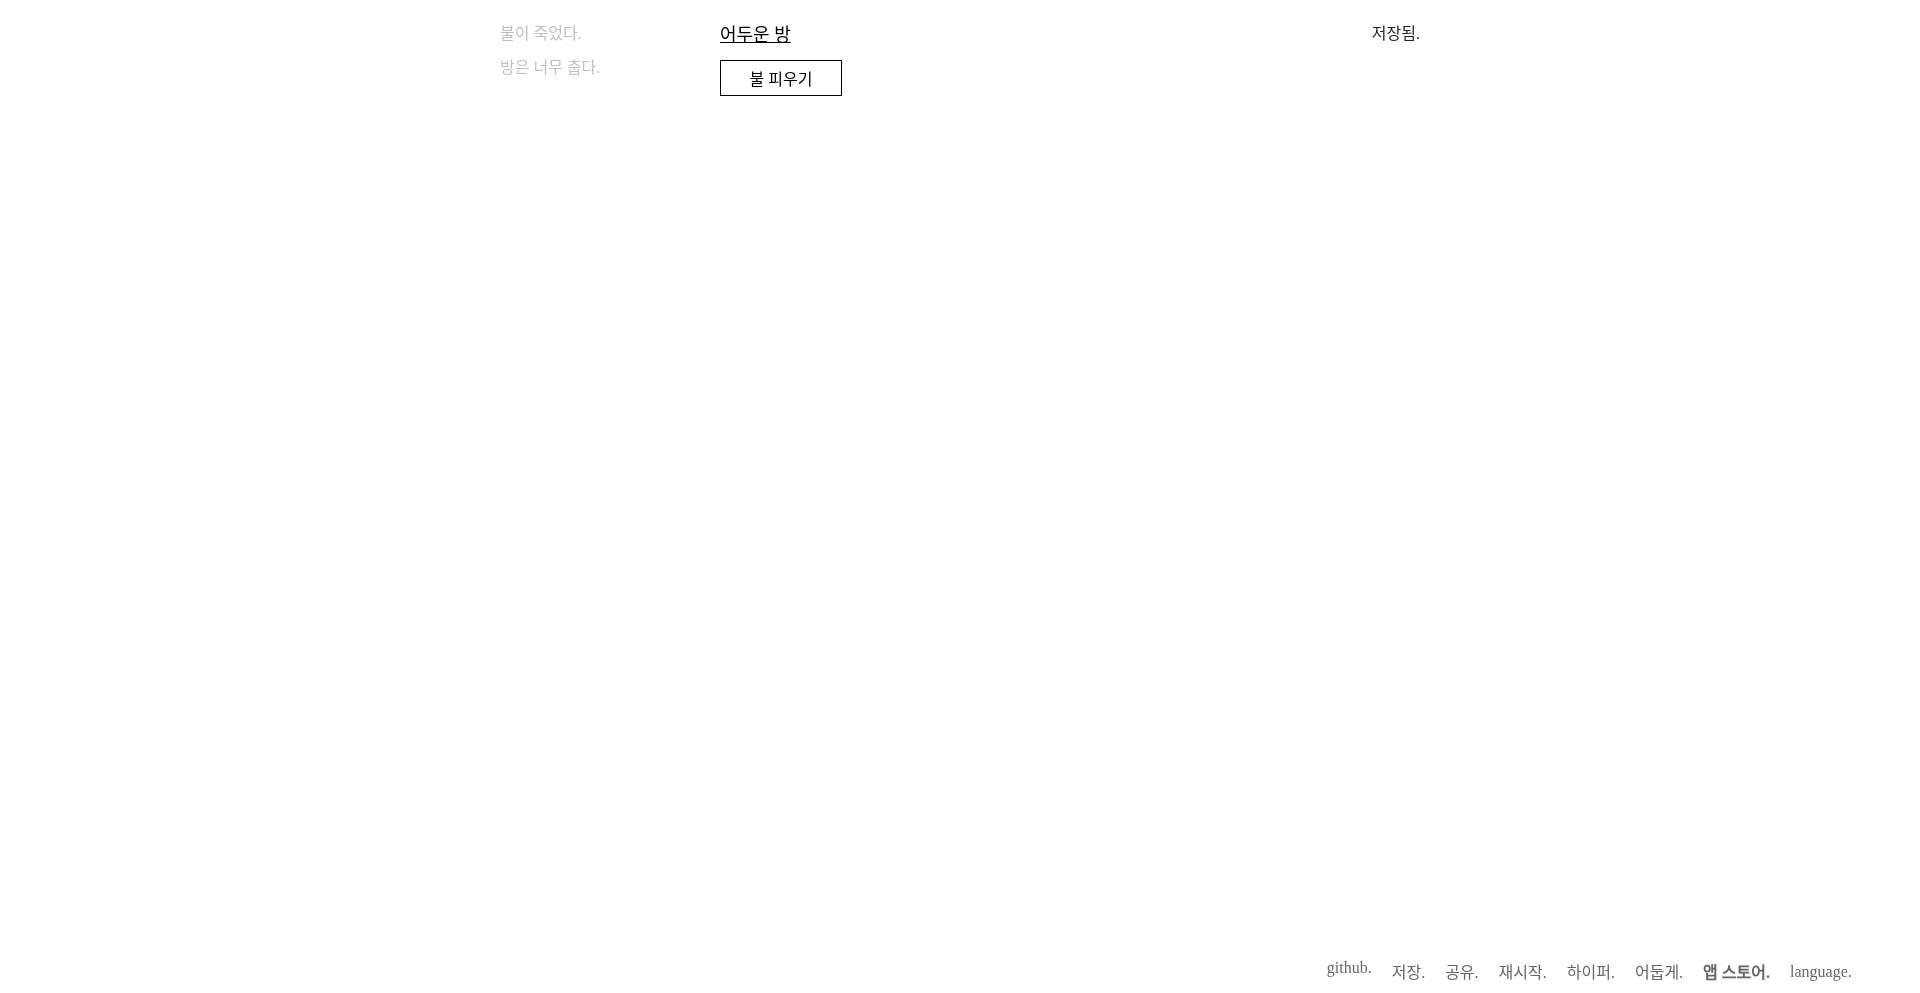 불이 죽었다.
방은 너무 춥다.
어두운 방
불 피우기
저장됨.
github. 저장. 공유. 재시작. 하이퍼. 어둡게. 앱 스토어. language.